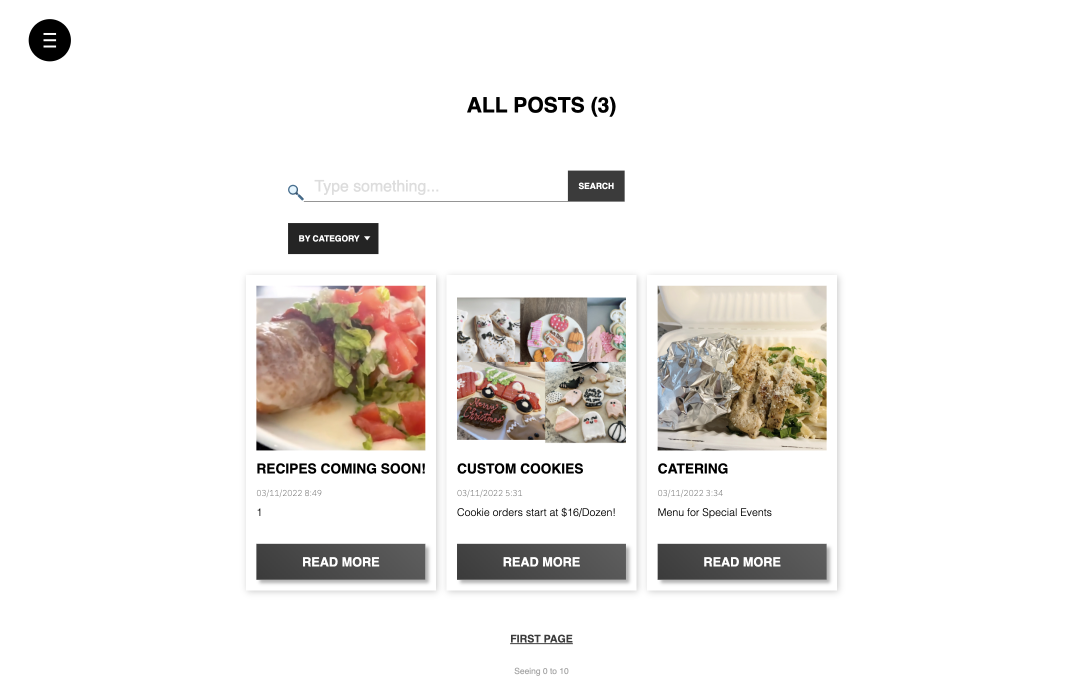 ALL POSTS (3)
Type something...
SEARCH
BY CATEGORY
RECIPES COMING SOON!
03/11/2022 8:49
1
READ MORE
CUSTOM COOKIES
03/11/2022 5:31
Cookie orders start at $16/Dozen!
READ MORE
CATERING
03/11/2022 3:34
Menu for Special Events
READ MORE
FIRST PAGE
Seeing 0 to 10